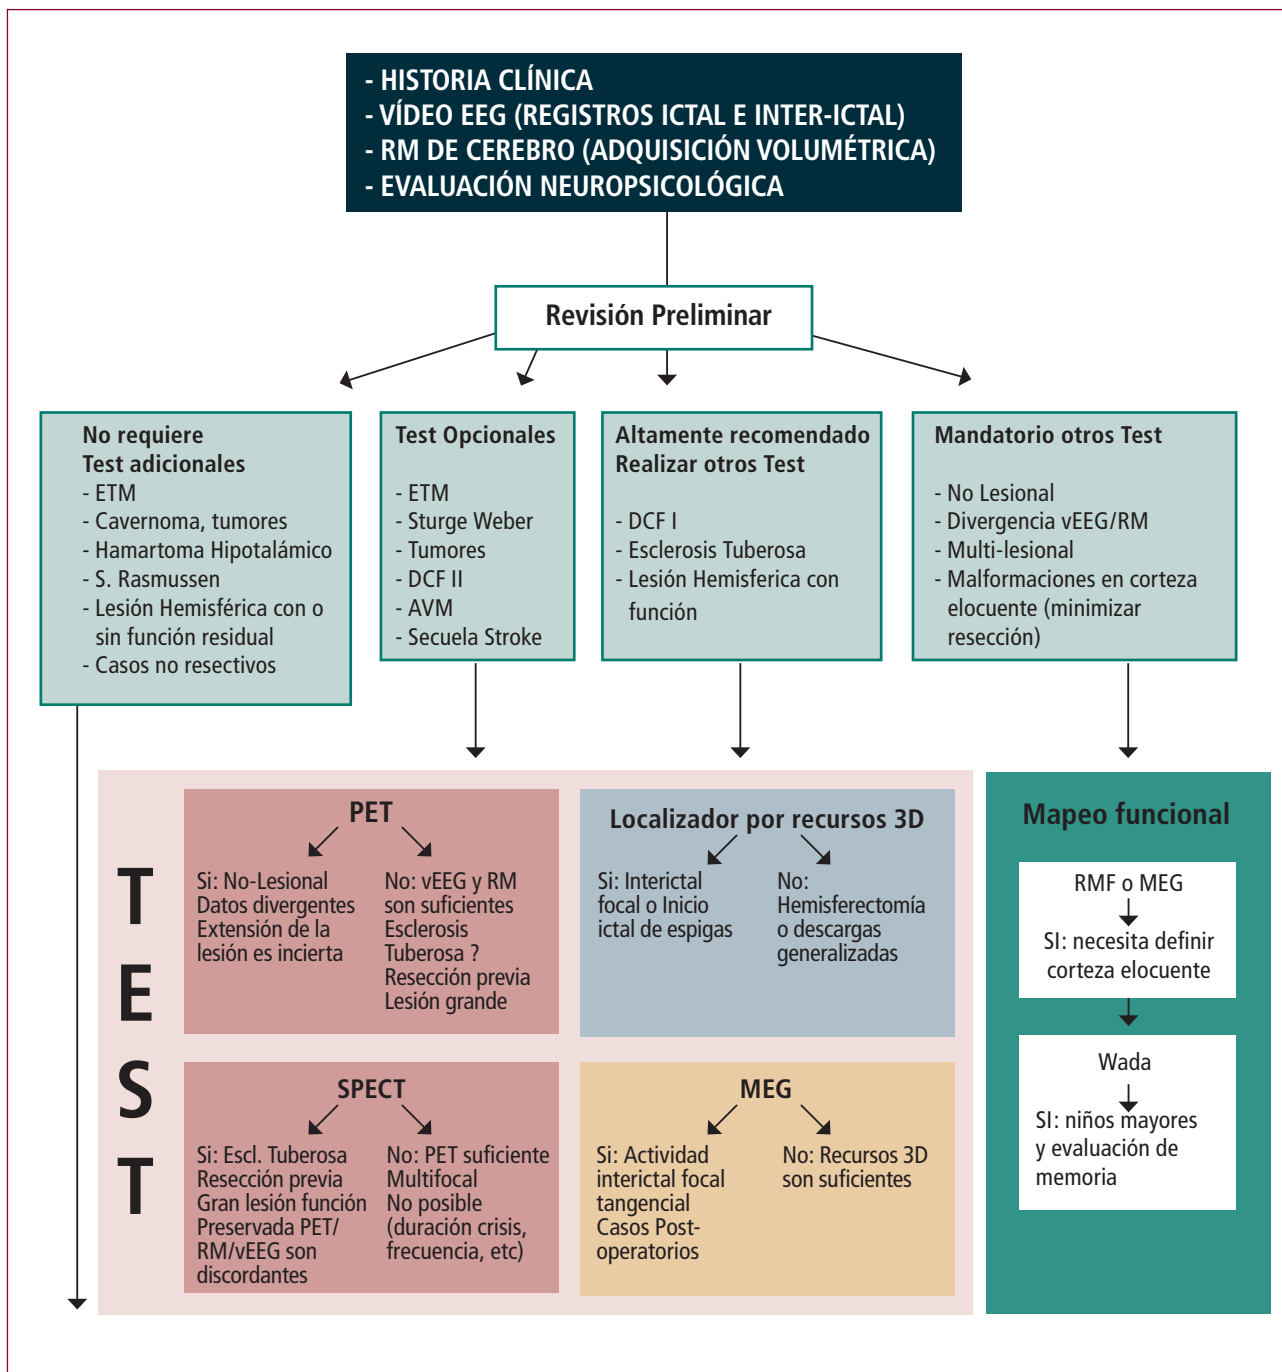 - HISTORIA CLÍNICA
- VÍDEO EEG (REGISTROS ICTAL E INTER-ICTAL)
- RM DE CEREBRO (ADQUISICIÓN VOLUMÉTRICA)
- EVALUACIÓN NEUROPSICOLÓGICA
Revisión Preliminar
No requiere
Test adicionales
- ETM
- Cavernoma, tumores
- Hamartoma Hipotalámico
- S. Rasmussen
- Lesión Hemisférica con o
sin función residual
- Casos no resectivos
Test Opcionales
- ETM
- Sturge Weber
- Tumores
- DCF II
- AVM
- Secuela Stroke
Altamente recomendado
Realizar otros Test
- DCF I
- Esclerosis Tuberosa
- Lesión Hemisferica con
función
Mandatorio otros Test
- No Lesional
- Divergencia vEEG/RM
- Multi-lesional
- Malformaciones en corteza
elocuente (minimizar
resección)
TEST
PET
Si: No-Lesional
Datos divergentes
Extensión de la
lesión es incierta
No: vEEG y RM
son suficientes
Esclerosis
Tuberosa ?
Resección previa
Lesión grande
Localizador por recursos 3D
Si: Interictal
focal o Inicio
ictal de espigas
No:
Hemisferectomía
o descargas
generalizadas
SPECT
Si: Escl. Tuberosa
Resección previa
Gran lesión función
Preservada PET/
RM/vEEG son
discordantes
No: PET suficiente
Multifocal
No posible
(duración crisis,
frecuencia, etc)
MEG
Si: Actividad
interictal focal
tangencial
Casos Post-
operatorios
No: Recursos 3D
son suficientes
Mapeo funcional
RMF o MEG
SI: necesita definir
corteza elocuente
Wada
SI: niños mayores
y evaluación de
memoria